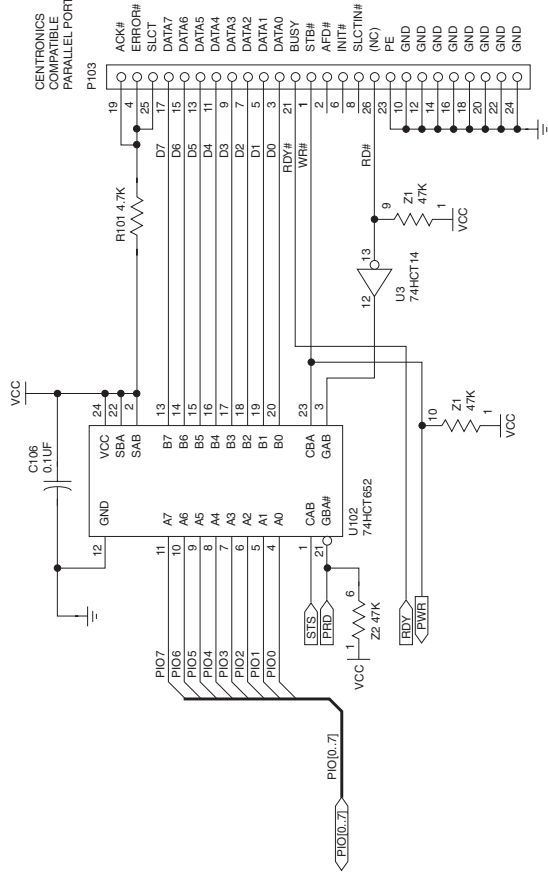 CENTRONICS
COMPATIBLE
PARALLEL PORT
P103
19 ACK#
4 ERROR#
25 SLCT
17 D7 DATA7
15 D6 DATA6
13 D5 DATA5
11 D4 DATA4
9 D3 DATA3
7 D2 DATA2
5 D1 DATA1
3 D0 DATA0
21 RDY# BUSY
1 WR# STB#
2 AFD#
6 INIT#
8 SLCTIN#
26 RD# (NC)
23 PE
10 GND
12 GND
14 GND
16 GND
18 GND
20 GND
22 GND
24 GND
R101 4.7K
VCC
C106
0.1UF
24 VCC
22 SBA
2 SAB
12 GND
PIO7 11 A7 B7 13
PIO6 10 A6 B6 14
PIO5 9 A5 B5 15
PIO4 8 A4 B4 16
PIO3 7 A3 B3 17
PIO2 6 A2 B2 18
PIO1 5 A1 B1 19
PIO0 4 A0 B0 20
STS 1 CAB CBA 23
PRD 21 GBA# GAB 3
U102
74HCT652
VCC 1 Z2 47K 6
12 13
U3
74HCT14
9 Z1
47K
1
VCC
10 Z1
47K
1
VCC
RDY
PWR
PIO[0..7]
PIO[0..7]